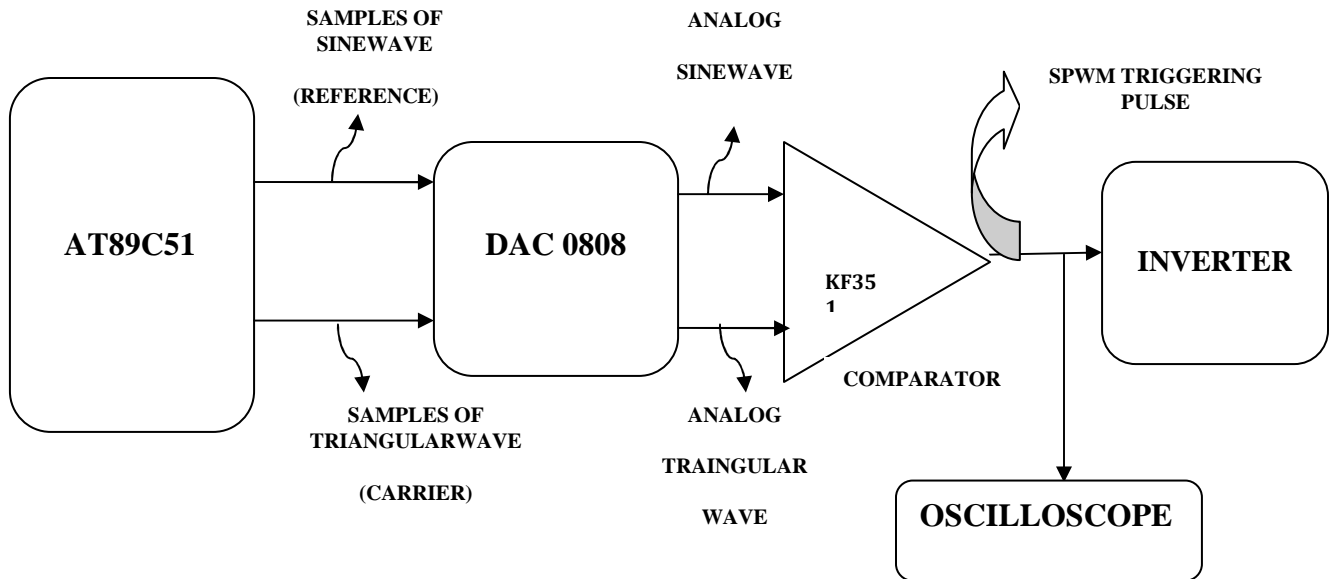 SAMPLES OF
SINEWAVE
(REFERENCE)
ANALOG
SINEWAVE
SPWM TRIGGERING
PULSE
AT89C51
DAC 0808
KF35
1
INVERTER
COMPARATOR
SAMPLES OF
TRIANGULARWAVE
(CARRIER)
ANALOG
TRAINGULAR
WAVE
OSCILLOSCOPE